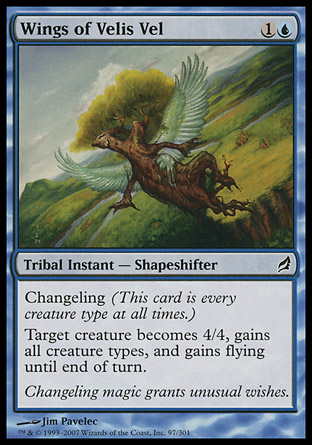 Wings of Velis Vel 1
Tribal Instant — Shapeshifter
Changeling (This card is every
creature type at all times.)
Target creature becomes 4/4, gains
all creature types, and gains flying
until end of turn.
Changeling magic grants unusual wishes.
Jim Pavelec
™ & © 1993-2007 Wizards of the Coast, Inc. 97/301